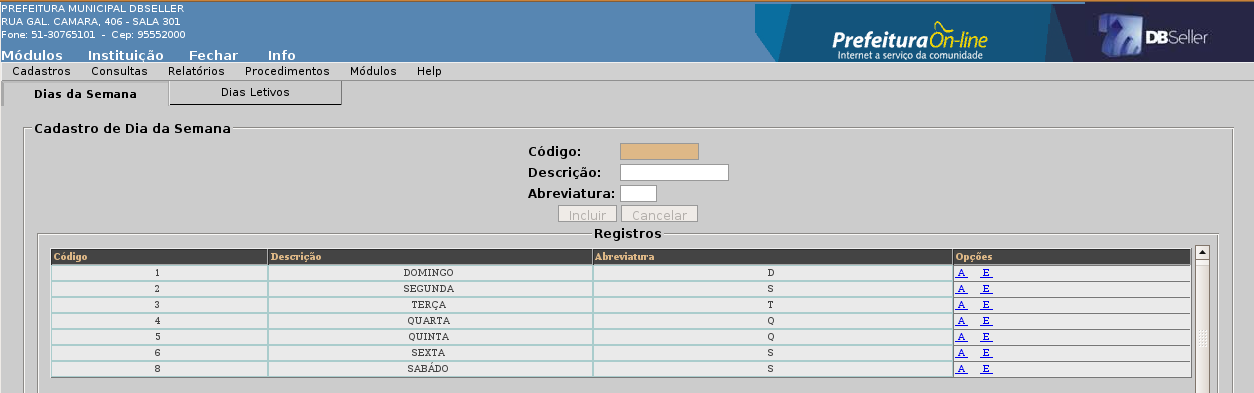 PREFEITURA MUNICIPAL DBSELLER
RUA GAL. CAMARA, 406 - SALA 301
Fone: 51-30765101 - Cep: 95552000
Prefeitura On-line
Internet a serviço da comunidade
DBSeller
Módulos Instituição Fechar Info
Cadastros Consultas Relatórios Procedimentos Módulos Help
Dias da Semana Dias Letivos
Cadastro de Dia da Semana
Código:
Descrição:
Abreviatura:
Incluir Cancelar
Registros
Código Descrição Abreviatura Opções
1 DOMINGO D A E
2 SEGUNDA S A E
3 TERÇA T A E
4 QUARTA Q A E
5 QUINTA Q A E
6 SEXTA S A E
8 SABÁDO S A E